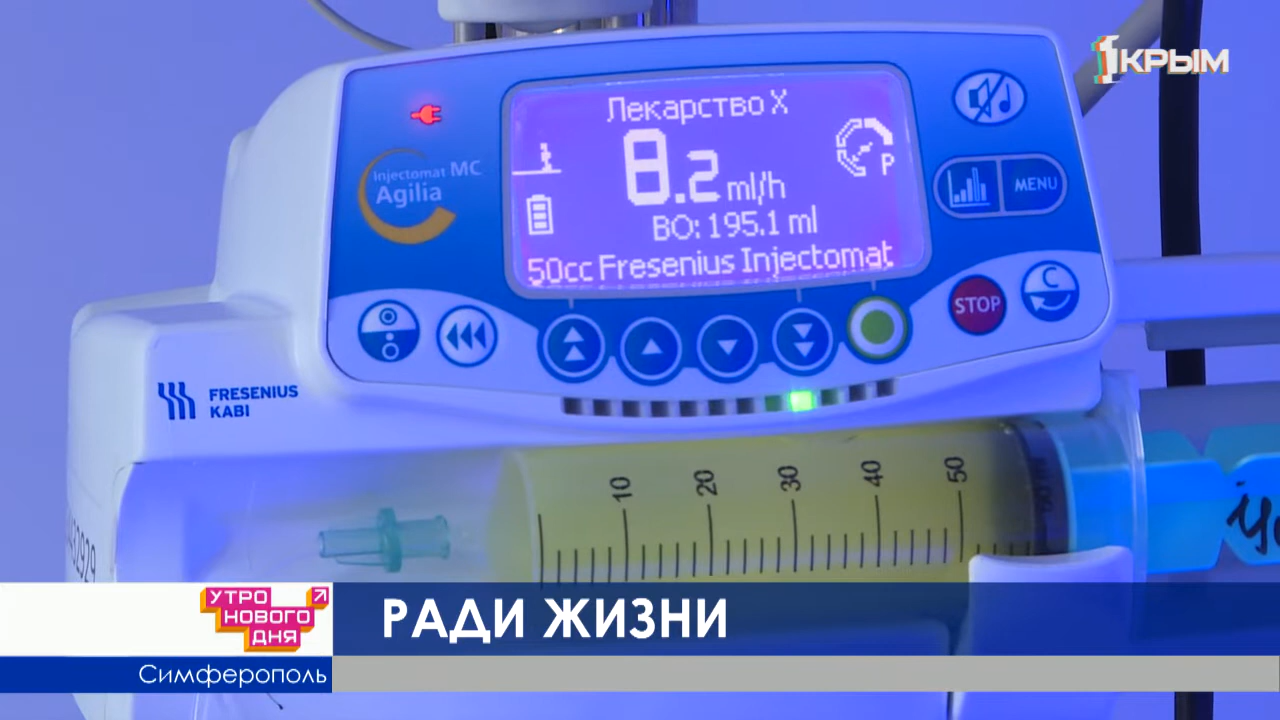 1КРЫМ
Лекарство X
8.2 ml/h
P
ВО: 195.1 ml
50cc Fresenius Injectomat
Injectomat MC
Agilia
MENU
STOP
C
FRESENIUS
KABI
10 20 30 40 50
УТРО
НОВОГО
ДНЯ
РАДИ ЖИЗНИ
Симферополь